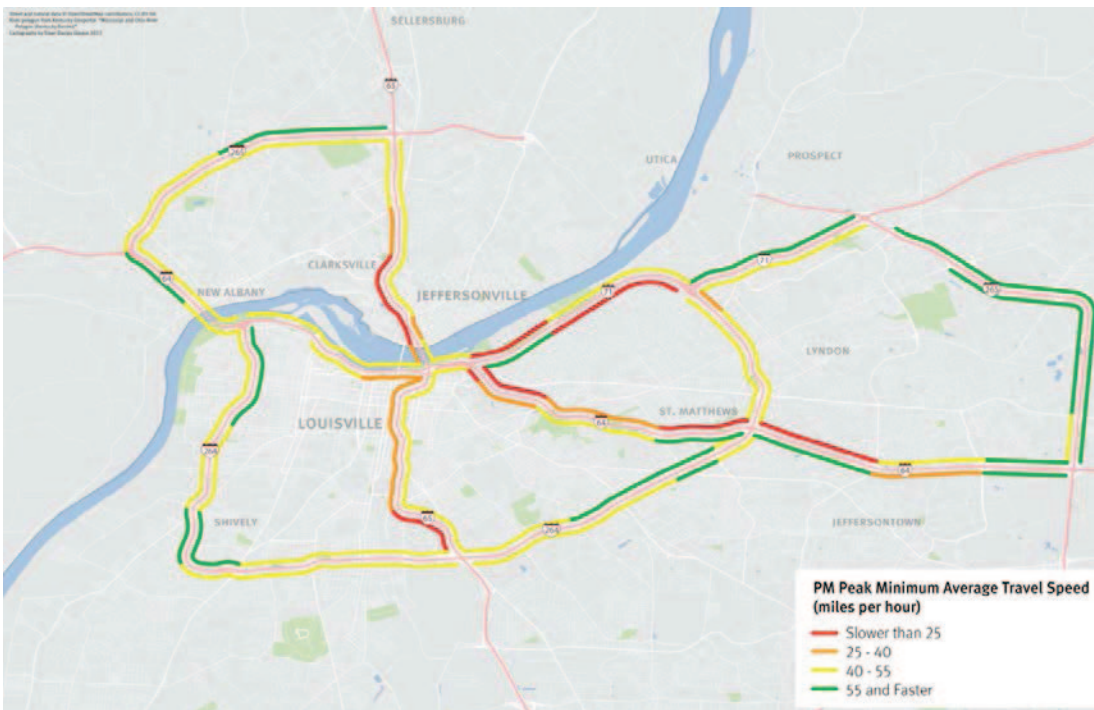 SELLERSBURG
65
UTICA
PROSPECT
265
71
CLARKSVILLE
64
NEW ALBANY
JEFFERSONVILLE
71
265
LYNDON
ST. MATTHEWS
LOUISVILLE
64
264
64
SHIVELY
65
264
JEFFERSONTOWN
PM Peak Minimum Average Travel Speed
(miles per hour)
Slower than 25
25 - 40
40 - 55
55 and Faster